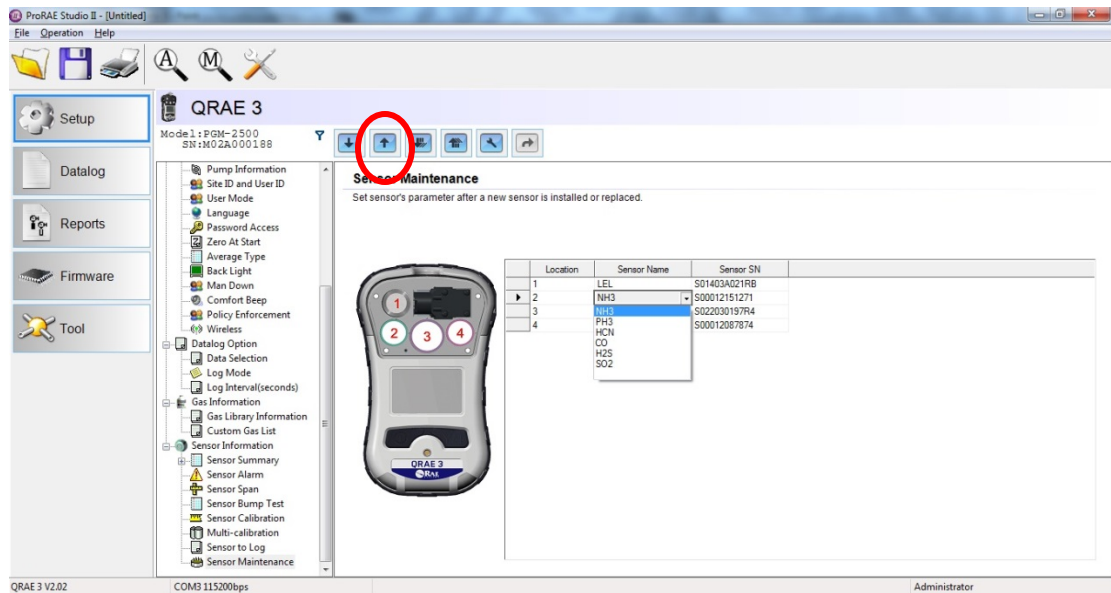 ProRAE Studio II - [Untitled]
File Operation Help
A M
Setup
Datalog
Reports
Firmware
Tool
QRAE 3
Model:PGM-2500
SN:M02A000188
Pump Information
Site ID and User ID
User Mode
Language
Password Access
Zero At Start
Average Type
Back Light
Man Down
Comfort Beep
Policy Enforcement
Wireless
Datalog Option
Data Selection
Log Mode
Log Interval(seconds)
Gas Information
Gas Library Information
Custom Gas List
Sensor Information
Sensor Summary
Sensor Alarm
Sensor Span
Sensor Bump Test
Sensor Calibration
Multi-calibration
Sensor to Log
Sensor Maintenance
Sensor Maintenance
Set sensor's parameter after a new sensor is installed or replaced.
1
2 3 4
QRAE 3
RAE
Location Sensor Name Sensor SN
1 LEL S01403A021RB
2 NH3 S00012151271
3 S022030197R4
4 S00012087874
NH3
PH3
HCN
CO
H2S
SO2
QRAE 3 V2.02 COM3 115200bps Administrator